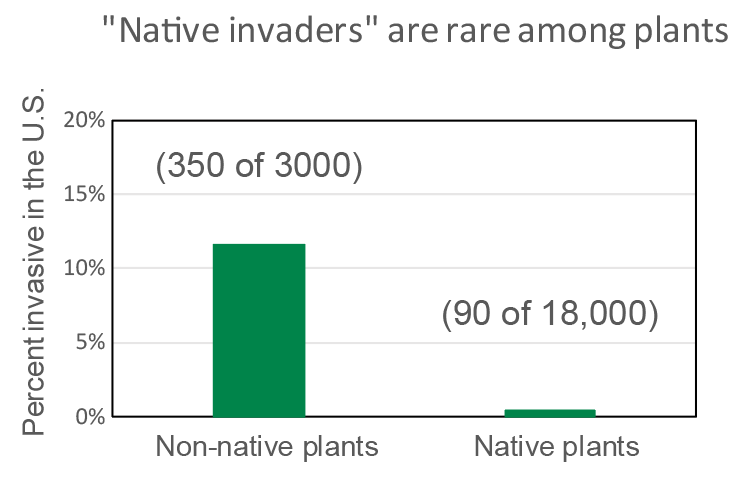 "Native invaders" are rare among plants
Percent invasive in the U.S.
20%
(350 of 3000)
15%
10%
(90 of 18,000)
5%
0%
Non-native plants
Native plants